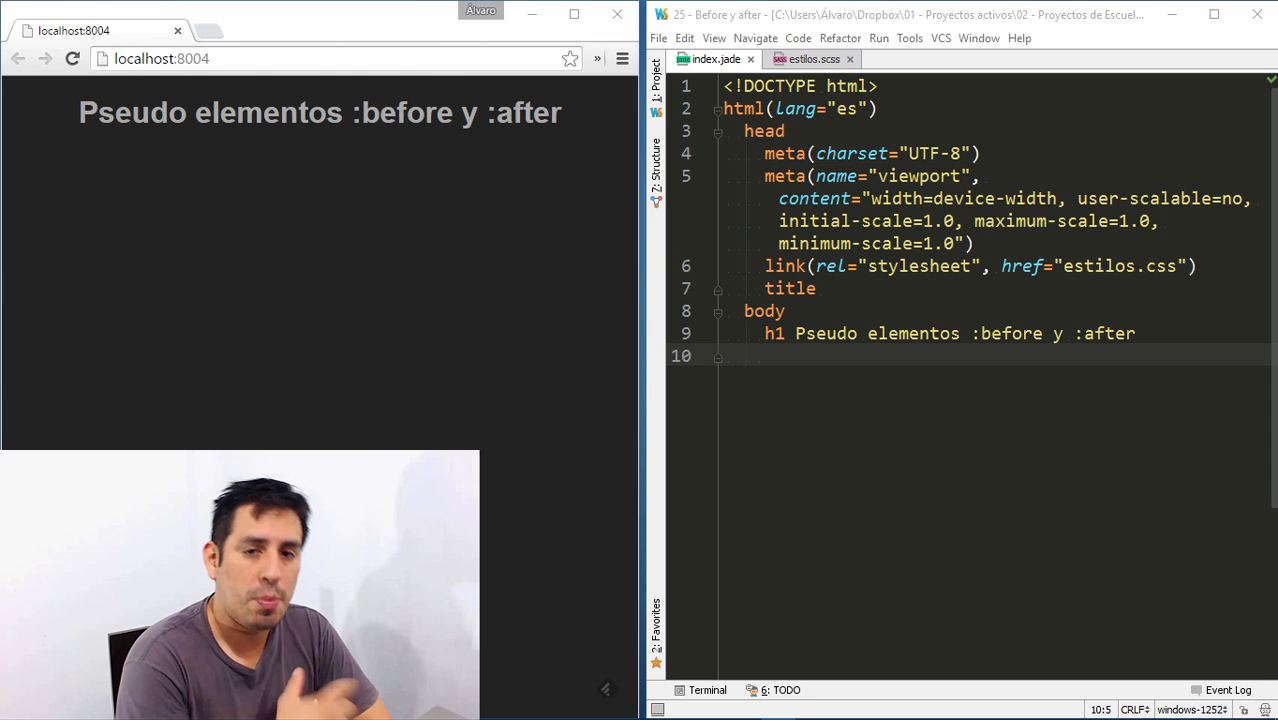 Álvaro
localhost:8004
localhost:8004
»
Pseudo elementos :before y :after
25 - Before y after - [C:\Users\Álvaro\Dropbox\01 - Proyectos activos\02 - Proyectos de Escuel...
File Edit View Navigate Code Refactor Run Tools VCS Window Help
index.jade
estilos.scss
1: Project
Z: Structure
2: Favorites
1 <!DOCTYPE html>
2 html(lang="es")
3 head
4 meta(charset="UTF-8")
5 meta(name="viewport",
content="width=device-width, user-scalable=no,
initial-scale=1.0, maximum-scale=1.0,
minimum-scale=1.0")
6 link(rel="stylesheet", href="estilos.css")
7 title
8 body
9 h1 Pseudo elementos :before y :after
10
Terminal 6: TODO Event Log
10:5 CRLF windows-1252